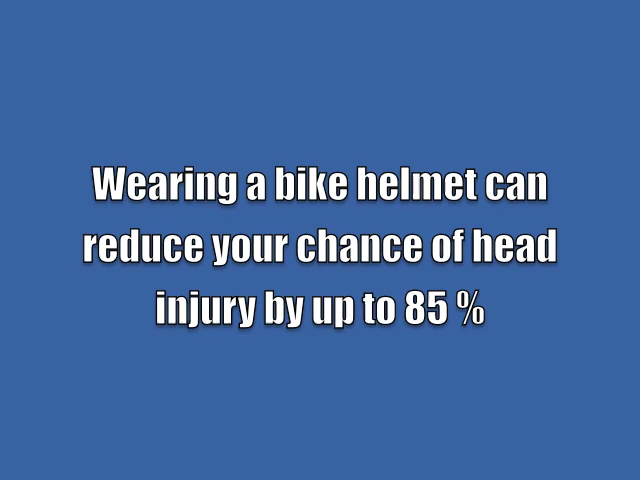 Wearing a bike helmet can
reduce your chance of head
injury by up to 85 %